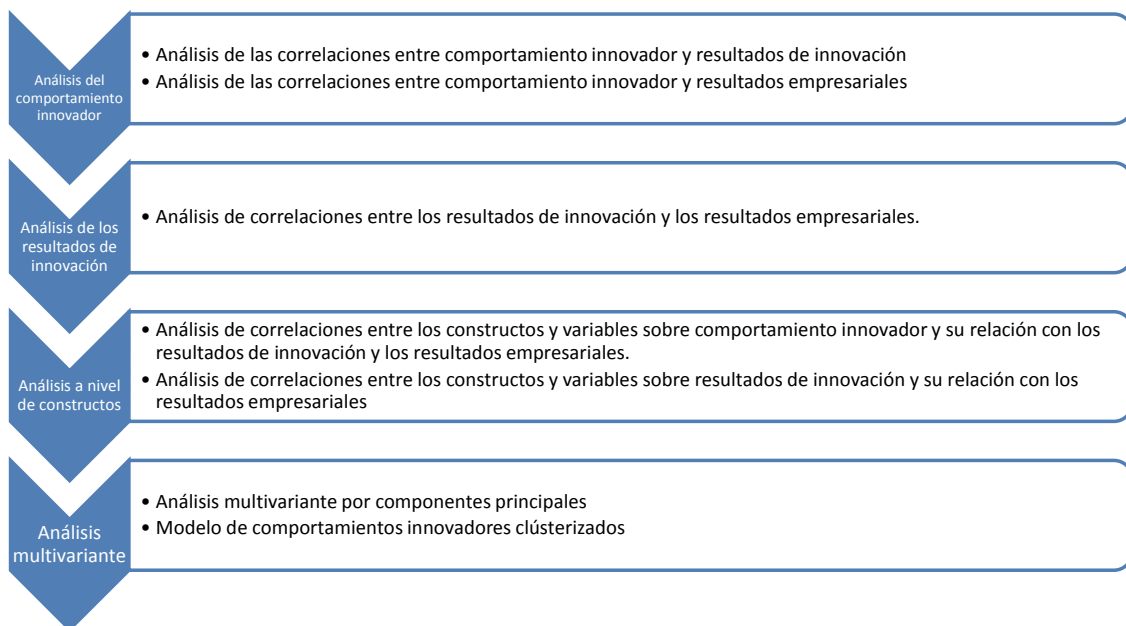 Análisis del
comportamiento
innovador
• Análisis de las correlaciones entre comportamiento innovador y resultados de innovación
• Análisis de las correlaciones entre comportamiento innovador y resultados empresariales
Análisis de los
resultados de
innovación
• Análisis de correlaciones entre los resultados de innovación y los resultados empresariales.
Análisis a nivel
de constructos
• Análisis de correlaciones entre los constructos y variables sobre comportamiento innovador y su relación con los
resultados de innovación y los resultados empresariales.
• Análisis de correlaciones entre los constructos y variables sobre resultados de innovación y su relación con los
resultados empresariales
Análisis
multivariante
• Análisis multivariante por componentes principales
• Modelo de comportamientos innovadores clústerizados